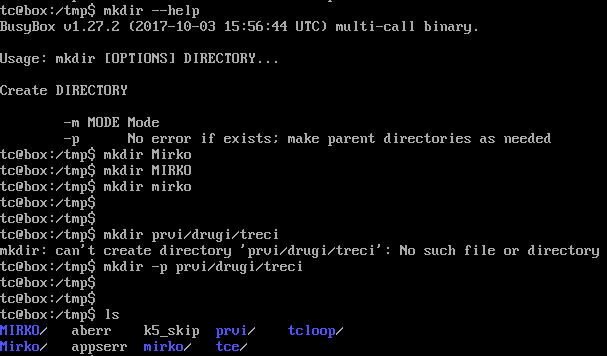 tc@box:/tmp$ mkdir --help
BusyBox v1.27.2 (2017-10-03 15:56:44 UTC) multi-call binary.
Usage: mkdir [OPTIONS] DIRECTORY...
Create DIRECTORY
-m MODE Mode
-p No error if exists; make parent directories as needed
tc@box:/tmp$ mkdir Mirko
tc@box:/tmp$ mkdir MIRKO
tc@box:/tmp$ mkdir mirko
tc@box:/tmp$
tc@box:/tmp$
tc@box:/tmp$ mkdir prvi/drugi/treci
mkdir: can't create directory 'prvi/drugi/treci': No such file or directory
tc@box:/tmp$ mkdir -p prvi/drugi/treci
tc@box:/tmp$
tc@box:/tmp$
tc@box:/tmp$ ls
MIRKO/ aberr k5_skip prvi/ tcloop/
Mirko/ appserr mirko/ tce/